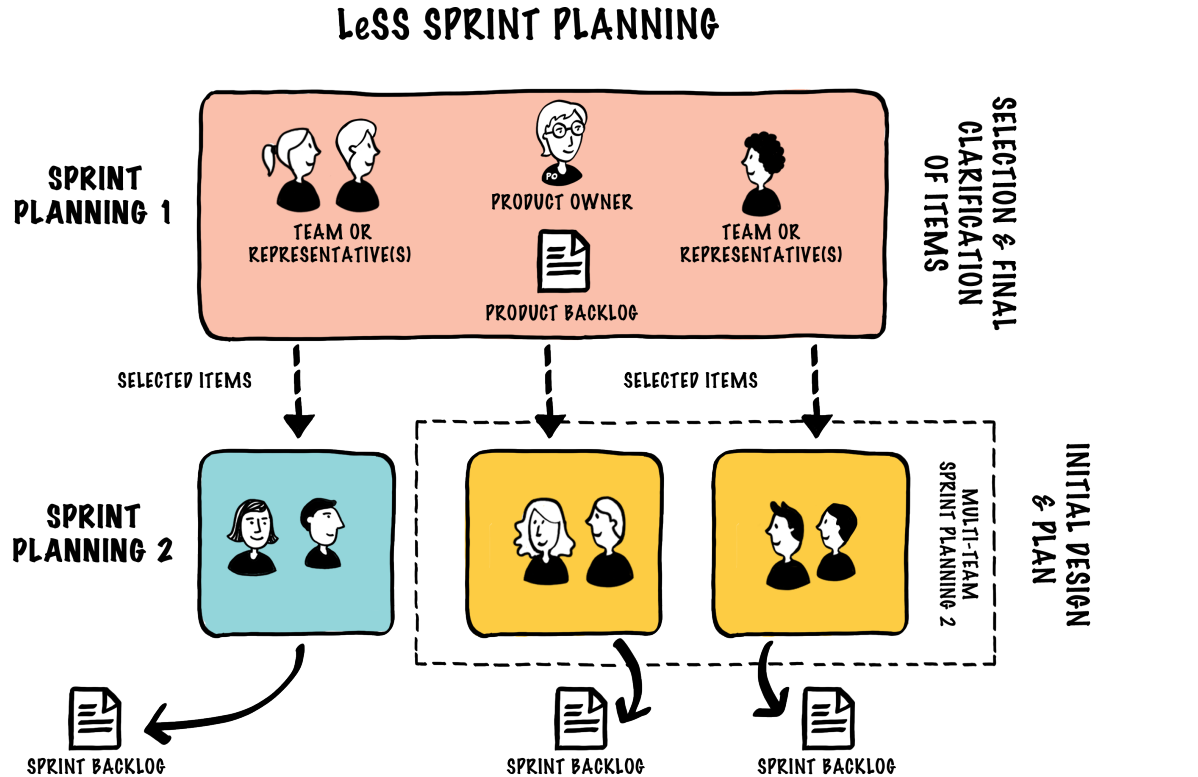 LeSS SPRINT PLANNING
SPRINT
PLANNING 1
PO
PRODUCT OWNER
TEAM OR
REPRESENTATIVE(S)
TEAM OR
REPRESENTATIVE(S)
PRODUCT BACKLOG
SELECTION & FINAL
CLARIFICATION
OF ITEMS
SELECTED ITEMS
SELECTED ITEMS
SPRINT
PLANNING 2
MULTI-TEAM
SPRINT PLANNING 2
INITIAL DESIGN
& PLAN
SPRINT BACKLOG
SPRINT BACKLOG
SPRINT BACKLOG